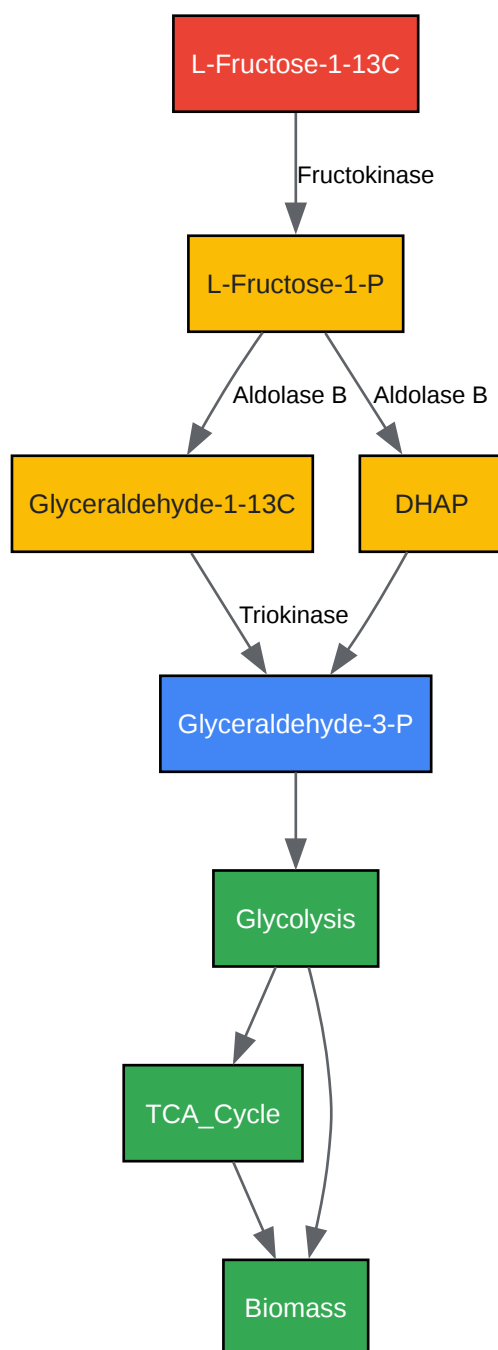 L-Fructose-1-13C
Fructokinase
L-Fructose-1-P
Aldolase B
Aldolase B
Glyceraldehyde-1-13C
DHAP
Triokinase
Glyceraldehyde-3-P
Glycolysis
TCA_Cycle
Biomass